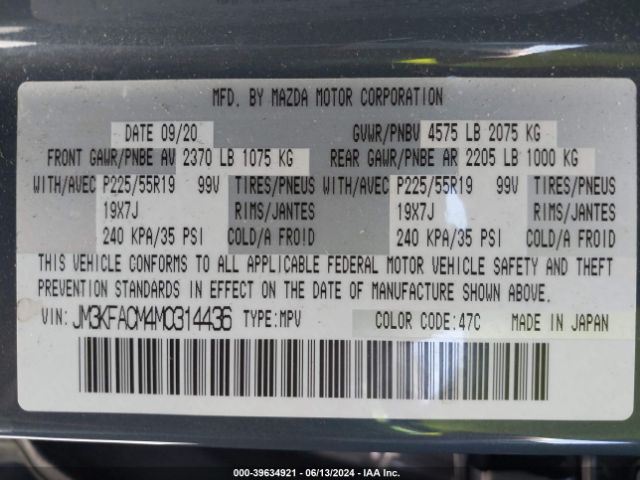 MFD. BY MAZDA MOTOR CORPORATION
DATE 09/20 GVWR/PNBV 4575 LB 2075 KG
FRONT GAWR/PNBE AV 2370 LB 1075 KG REAR GAWR/PNBE AR 2205 LB 1000 KG
WITH/AVEC P225/55R19 99V TIRES/PNEUS WITH/AVEC P225/55R19 99V TIRES/PNEUS
19X7J RIMS/JANTES 19X7J RIMS/JANTES
240 KPA/35 PSI COLD/A FROID 240 KPA/35 PSI COLD/A FROID
THIS VEHICLE CONFORMS TO ALL APPLICABLE FEDERAL MOTOR VEHICLE SAFETY AND THEFT
PREVENTION STANDARDS IN EFFECT ON THE DATE OF MANUFACTURE SHOWN ABOVE.
VIN: JM3KFACM4M0314436 TYPE:MPV COLOR CODE:47C MADE IN JAPAN
000-39634921 - 06/13/2024 - IAA Inc.